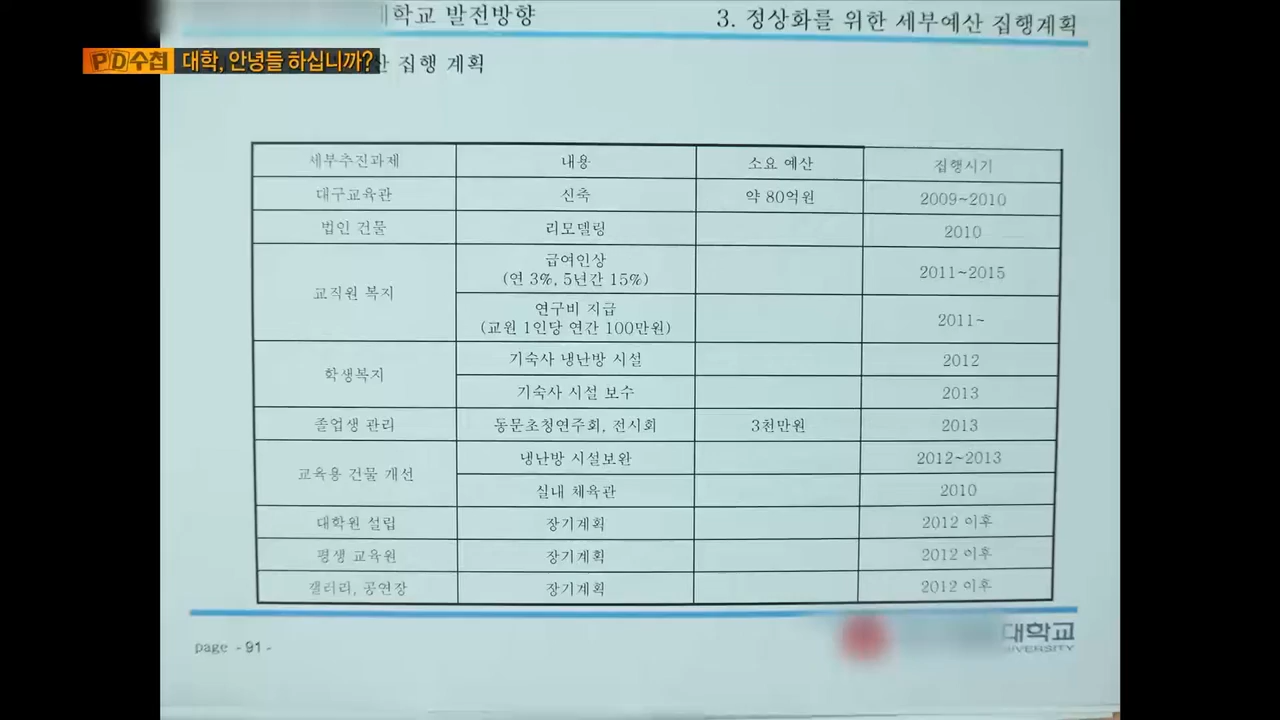 학교 발전방향
3. 정상화를 위한 세부예산 집행계획
PD수첩 대학, 안녕들 하십니까?
산 집행 계획
세부추진과제 내용 소요 예산 집행시기
대구교육관 신축 약 80억원 2009~2010
법인 건물 리모델링 2010
교직원 복지
급여인상
(연 3%, 5년간 15%)
2011~2015
연구비 지급
(교원 1인당 연간 100만원)
2011~
학생복지
기숙사 냉난방 시설 2012
기숙사 시설 보수 2013
졸업생 관리 동문초청연주회, 전시회 3천만원 2013
교육용 건물 개선
냉난방 시설보완 2012~2013
실내 체육관 2010
대학원 설립 장기계획 2012 이후
평생 교육원 장기계획 2012 이후
갤러리, 공연장 장기계획 2012 이후
page - 91 -
대학교
IVERSITY